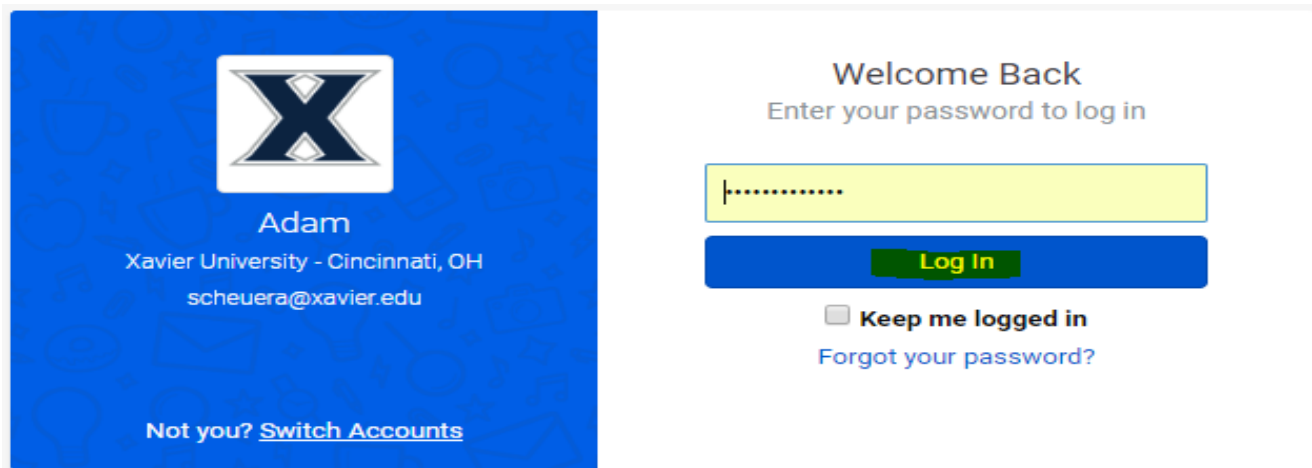 X
Adam
Xavier University - Cincinnati, OH
scheuera@xavier.edu
Not you? Switch Accounts
Welcome Back
Enter your password to log in
•••••••••••••
Log In
Keep me logged in
Forgot your password?